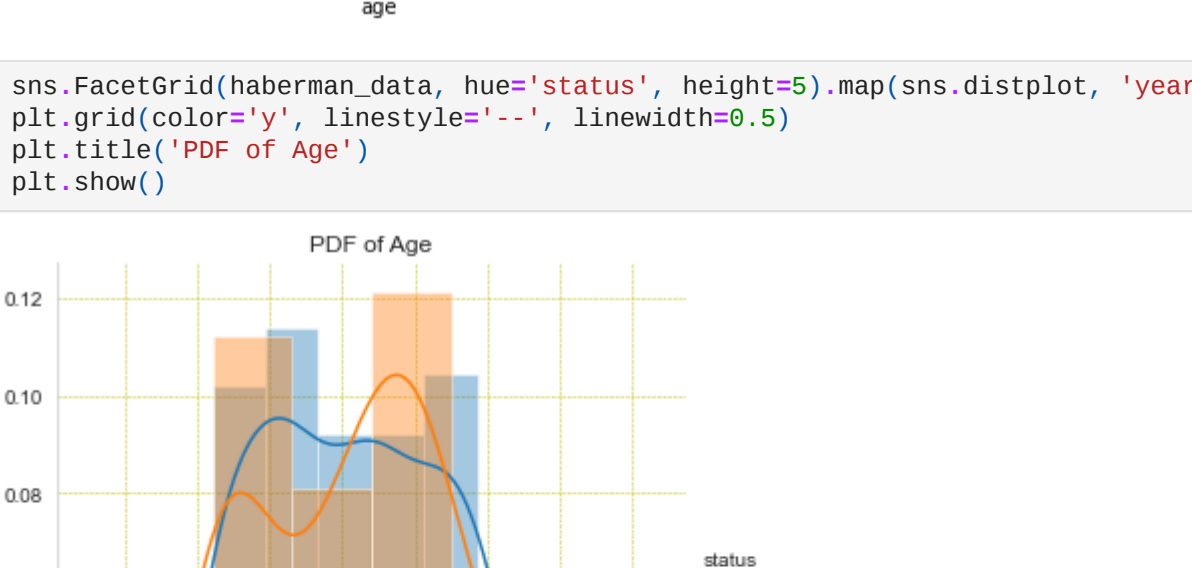 age
sns.FacetGrid(haberman_data, hue='status', height=5).map(sns.distplot, 'year
plt.grid(color='y', linestyle='--', linewidth=0.5)
plt.title('PDF of Age')
plt.show()
PDF of Age
0.12
0.10
0.08
status